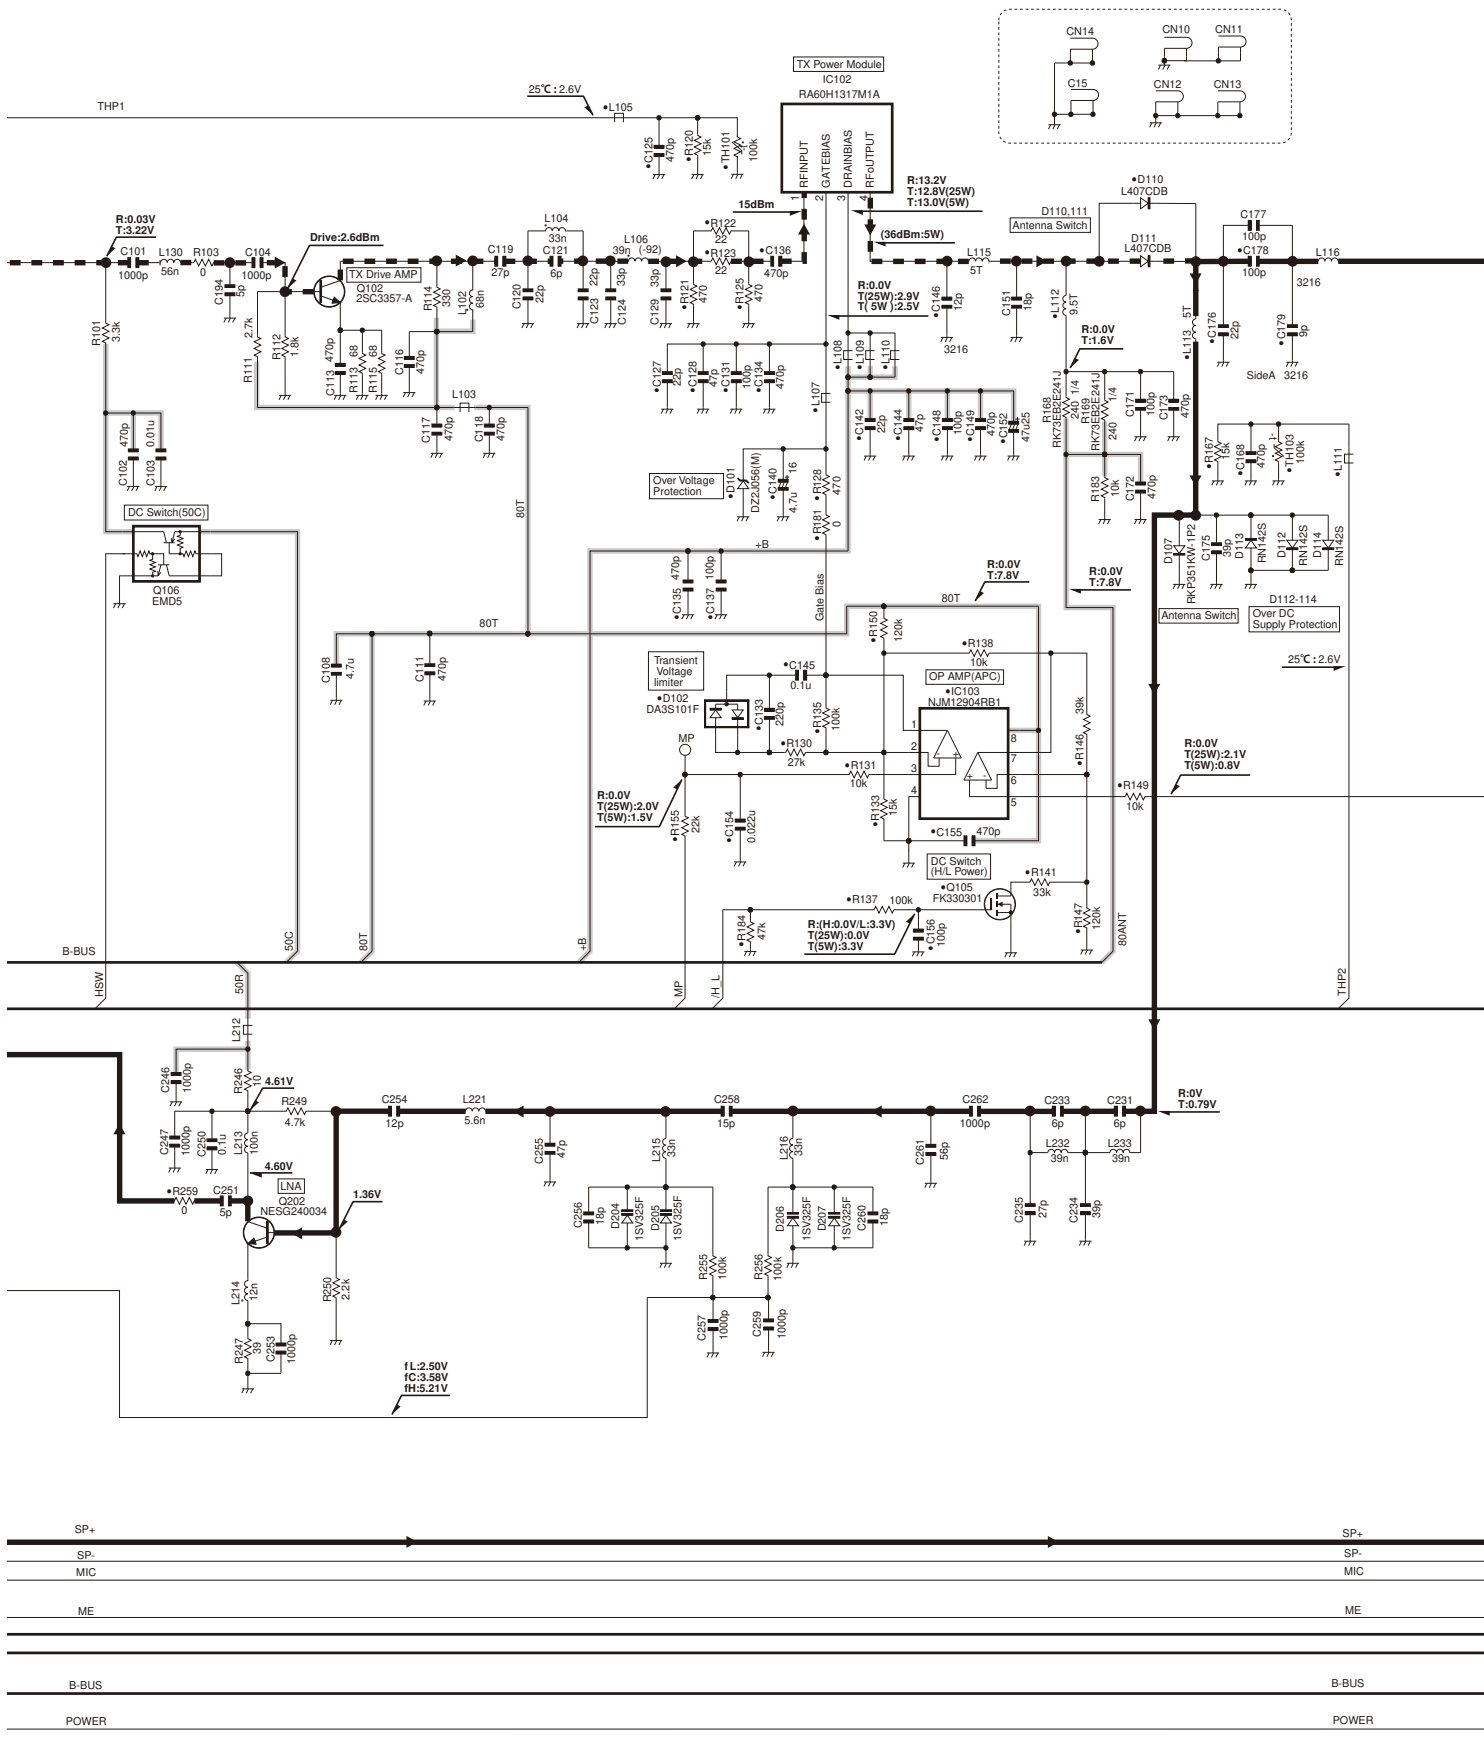 CN14
CN10
CN11
C15
CN12
CN13
TX Power Module
IC102
RA60H1317M1A
RFINPUT
GATEBIAS
DRAINBIAS
RFoUTPUT
1
2
3
4
THP1
25℃ : 2.6V
•L105
•C125
470p
•R120
15k
•TH101
100k
R:13.2V
T:12.8V(25W)
T:13.0V(5W)
15dBm
(36dBm:5W)
•D110
L407CDB
D110,111
Antenna Switch
D111
L407CDB
C177
100p
•C178
100p
L116
3216
R:0.03V
T:3.22V
C101
1000p
L130
56n
R103
0
C104
1000p
C194
5p
Drive:2.6dBm
TX Drive AMP
Q102
2SC3357-A
R114
330
L102
68n
C119
27p
L104
33n
C121
6p
C120
22p
C123
22p
C124
33p
L106
39n
(-92)
C129
33p
•R121
470
•R122
22
•R123
22
•R125
470
•C136
470p
R:0.0V
T(25W):2.9V
T( 5W ):2.5V
•C146
12p
3216
L115
5T
C151
18p
•L112
9.5T
R:0.0V
T:1.6V
•L113
5T
•C176
22p
•C179
9p
SideA
3216
R101
3.3k
R111
2.7k
R112
1.8k
C113
470p
R113
68
R115
68
C116
470p
L103
C117
470p
C118
470p
•C127
22p
•C128
47p
•C131
100p
•C134
470p
•L107
•L108
•L109
•L110
•C142
22p
•C144
47p
•C148
100p
•C149
470p
•C152
47u25
R168
RK73EB2E241J
240 1/4
R169
RK73EB2E241J
240
1/4
C171
100p
C173
470p
•R183
10k
C172
470p
•R167
15k
•C168
470p
•TH103
100k
•L111
C102
470p
C103
0.01u
DC Switch(50C)
Q106
EMD5
Over Voltage
Protection
•D101
DZ2J056(M)
•C140
4.7u
16
•R128
470
•R181
0
80T
+B
•C135
470p
•C137
100p
Gate Bias
R:0.0V
T:7.8V
80T
R:0.0V
T:7.8V
D107
RKP351KW-1P2
C175
39p
D113
RN142S
D112
RN142S
D114
RN142S
Antenna Switch
D112-114
Over DC
Supply Protection
25℃ : 2.6V
C108
4.7u
80T
C111
470p
Transient
Voltage
limiter
•D102
DA3S101F
•C145
0.1u
•C133
220p
•R135
100k
•R130
27k
•R150
120k
•R138
10k
OP AMP(APC)
•IC103
NJM12904RB1
1
2
3
4
8
7
6
5
•R146
39k
MP
•R131
10k
R:0.0V
T(25W):2.0V
T(5W):1.5V
•R155
22k
•C154
0.022u
•R133
15k
•C155
470p
•R149
10k
R:0.0V
T(25W):2.1V
T(5W):0.8V
DC Switch
(H/L Power)
•Q105
FK330301
•R141
33k
•R137
100k
•R184
47k
R:(H:0.0V/L:3.3V)
T(25W):0.0V
T(5W):3.3V
•C156
100p
•R147
120k
B-BUS
50C
80T
+B
80ANT
HSW
50R
MP
/H_L
THP2
L212
C246
1000p
R246
10
4.61V
R249
4.7k
C247
1000p
C250
0.1u
L213
100n
4.60V
•R259
0
C251
5p
LNA
Q202
NESG240034
1.36V
C254
12p
L221
5.6n
C255
47p
L215
33n
C258
15p
L216
33n
C261
56p
C262
1000p
C233
6p
C231
6p
R:0V
T:0.79V
L232
39n
L233
39n
C235
27p
C234
39p
C256
18p
D204
1SV325F
D205
1SV325F
D206
1SV325F
D207
1SV325F
C260
18p
R255
100k
R256
100k
C257
1000p
C259
1000p
L214
12n
R247
39
C253
1000p
R250
2.2k
fL:2.50V
fC:3.58V
fH:5.21V
SP+
SP+
SP-
SP-
MIC
MIC
ME
ME
B-BUS
B-BUS
POWER
POWER